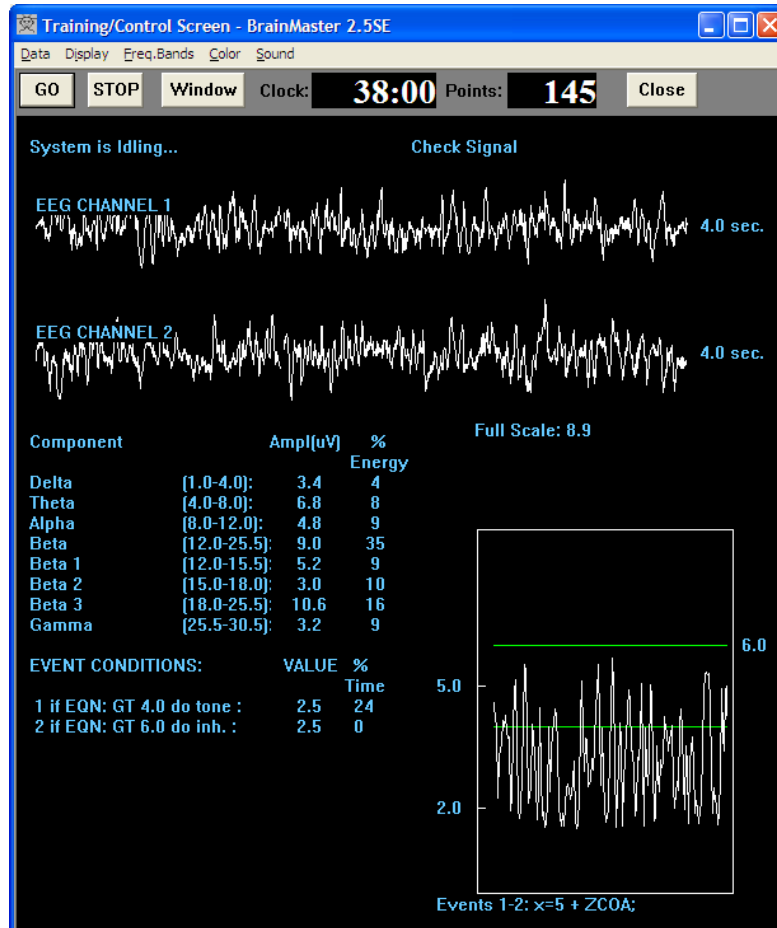 Training/Control Screen - BrainMaster 2.5SE
Data Display Freq.Bands Color Sound
GO STOP Window Clock: 38:00 Points: 145 Close
System is Idling... Check Signal
EEG CHANNEL 1
4.0 sec.
EEG CHANNEL 2
4.0 sec.
Full Scale: 8.9
Component Ampl(uV) %
Energy
Delta (1.0-4.0): 3.4 4
Theta (4.0-8.0): 6.8 8
Alpha (8.0-12.0): 4.8 9
Beta (12.0-25.5): 9.0 35
Beta 1 (12.0-15.5): 5.2 9
Beta 2 (15.0-18.0): 3.0 10
Beta 3 (18.0-25.5): 10.6 16
Gamma (25.5-30.5): 3.2 9
EVENT CONDITIONS: VALUE %
Time
1 if EQN: GT 4.0 do tone : 2.5 24
2 if EQN: GT 6.0 do inh. : 2.5 0
6.0
5.0
2.0
Events 1-2: x=5 + ZCOA;